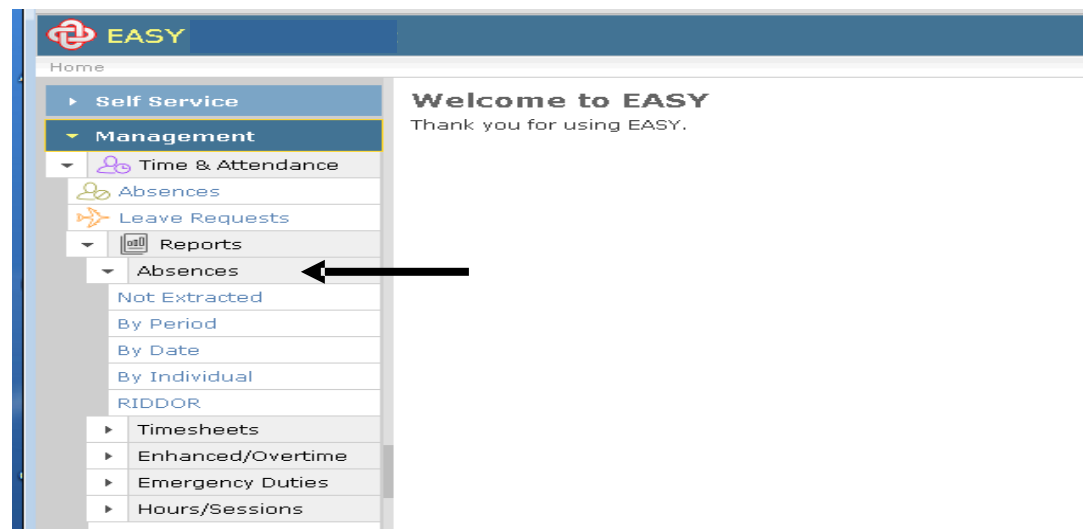 EASY
Home
Self Service
Welcome to EASY
Management
Thank you for using EASY.
Time & Attendance
Absences
Leave Requests
Reports
Absences
Not Extracted
By Period
By Date
By Individual
RIDDOR
Timesheets
Enhanced/Overtime
Emergency Duties
Hours/Sessions